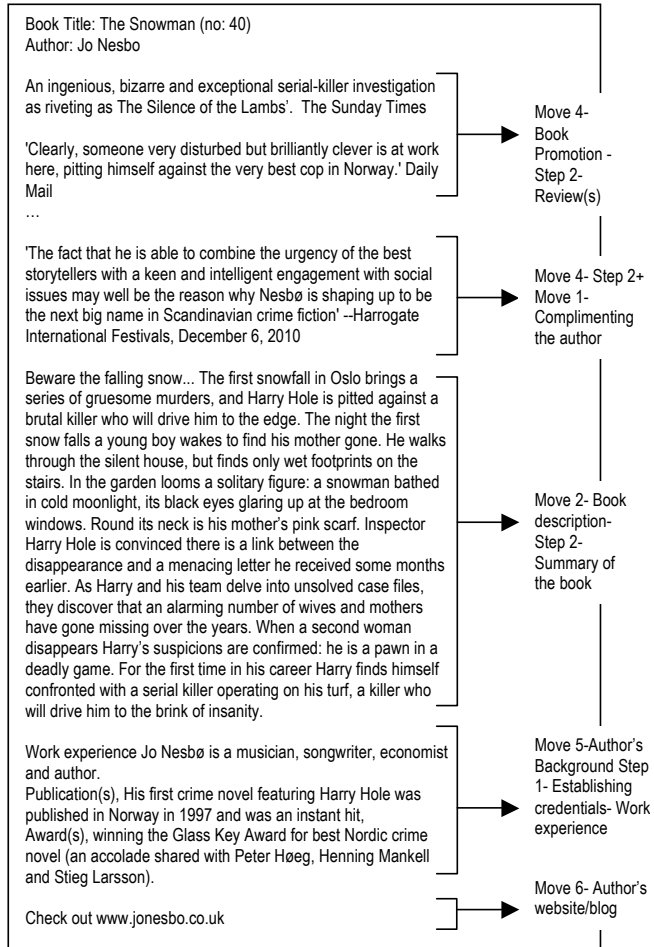 Book Title: The Snowman (no: 40)
Author: Jo Nesbo
An ingenious, bizarre and exceptional serial-killer investigation
as riveting as The Silence of the Lambs’.  The Sunday Times
'Clearly, someone very disturbed but brilliantly clever is at work
here, pitting himself against the very best cop in Norway.' Daily
Mail
…
Move 4-
Book
Promotion -
Step 2-
Review(s)
'The fact that he is able to combine the urgency of the best
storytellers with a keen and intelligent engagement with social
issues may well be the reason why Nesbø is shaping up to be
the next big name in Scandinavian crime fiction' --Harrogate
International Festivals, December 6, 2010
Move 4- Step 2+
Move 1-
Complimenting
the author
Beware the falling snow... The first snowfall in Oslo brings a
series of gruesome murders, and Harry Hole is pitted against a
brutal killer who will drive him to the edge. The night the first
snow falls a young boy wakes to find his mother gone. He walks
through the silent house, but finds only wet footprints on the
stairs. In the garden looms a solitary figure: a snowman bathed
in cold moonlight, its black eyes glaring up at the bedroom
windows. Round its neck is his mother’s pink scarf. Inspector
Harry Hole is convinced there is a link between the
disappearance and a menacing letter he received some months
earlier. As Harry and his team delve into unsolved case files,
they discover that an alarming number of wives and mothers
have gone missing over the years. When a second woman
disappears Harry’s suspicions are confirmed: he is a pawn in a
deadly game. For the first time in his career Harry finds himself
confronted with a serial killer operating on his turf, a killer who
will drive him to the brink of insanity.
Move 2- Book
description-
Step 2-
Summary of
the book
Work experience Jo Nesbø is a musician, songwriter, economist
and author.
Publication(s), His first crime novel featuring Harry Hole was
published in Norway in 1997 and was an instant hit,
Award(s), winning the Glass Key Award for best Nordic crime
novel (an accolade shared with Peter Høeg, Henning Mankell
and Stieg Larsson).
Move 5-Author’s
Background Step
1- Establishing
credentials- Work
experience
Check out www.jonesbo.co.uk
Move 6- Author’s
website/blog